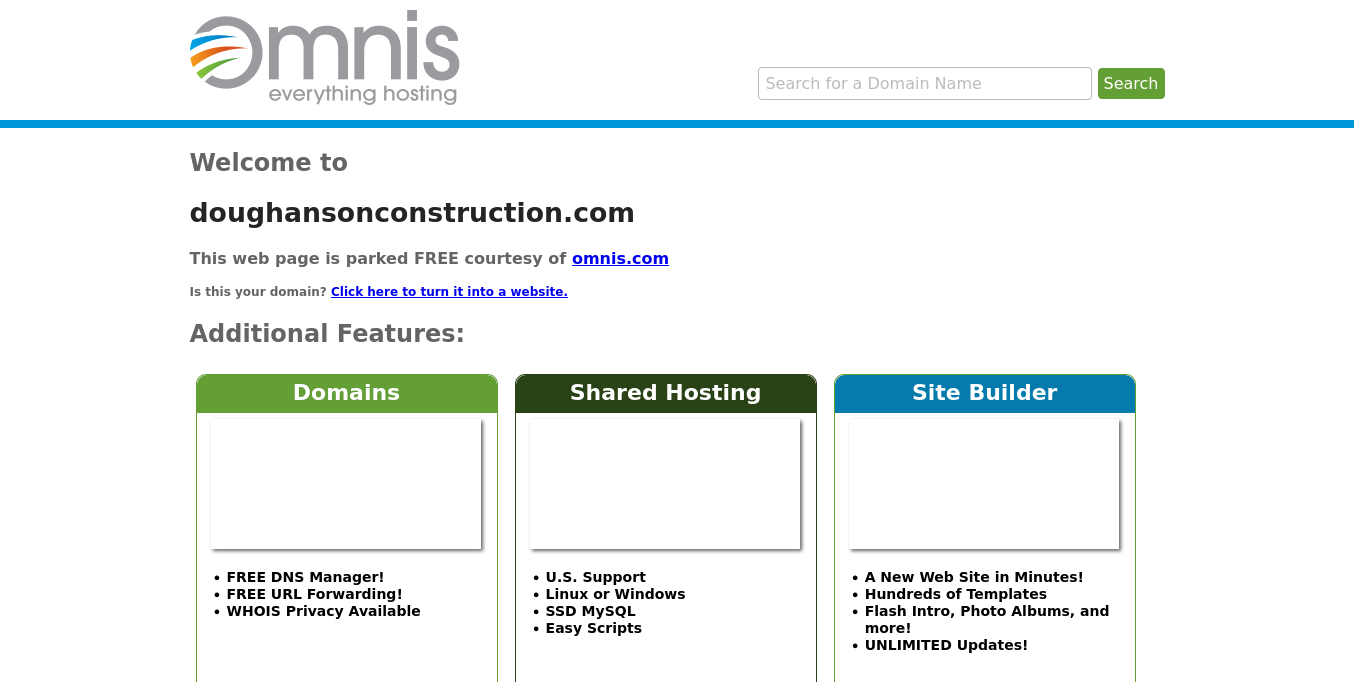 Omnis
everything hosting
Search for a Domain Name
Search
Welcome to
doughansonconstruction.com
This web page is parked FREE courtesy of omnis.com
Is this your domain? Click here to turn it into a website.
Additional Features:
Domains
• FREE DNS Manager!
• FREE URL Forwarding!
• WHOIS Privacy Available
Shared Hosting
• U.S. Support
• Linux or Windows
• SSD MySQL
• Easy Scripts
Site Builder
• A New Web Site in Minutes!
• Hundreds of Templates
• Flash Intro, Photo Albums, and
more!
• UNLIMITED Updates!